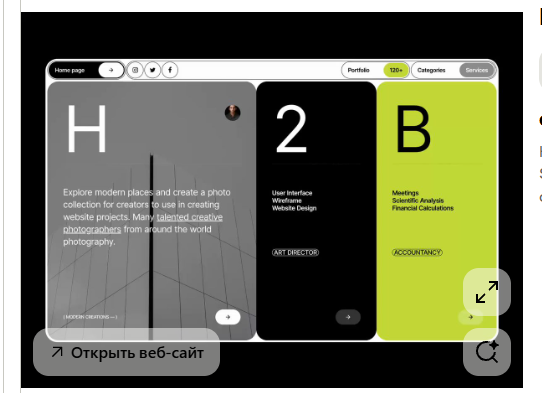 Home page
Portfolio
120+
Categories
Services
H
Explore modern places and create a photo
collection for creators to use in creating
website projects. Many talented creative
photographers from around the world
photography.
( MODERN CREATIONS — )
2
User Interface
Wireframe
Website Design
ART DIRECTOR
B
Meetings
Scientific Analysis
Financial Calculations
ACCOUNTANCY
Открыть веб-сайт